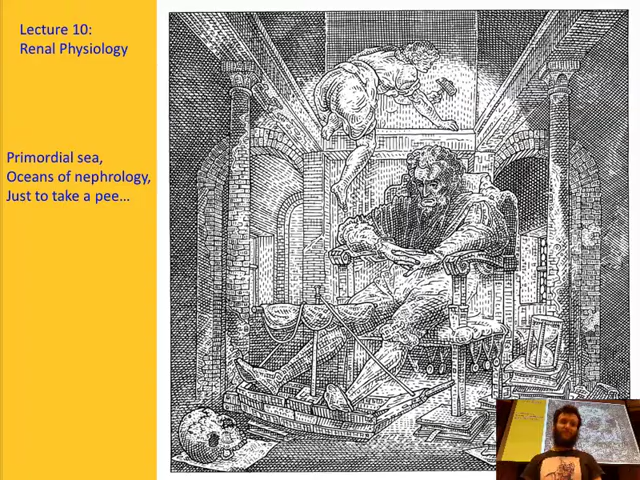 Lecture 10:
Renal Physiology
Primordial sea,
Oceans of nephrology,
Just to take a pee…